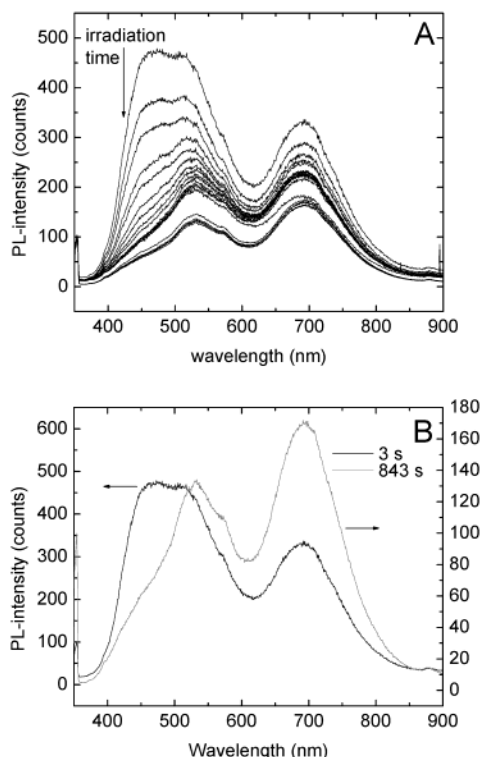 A
irradiation
time
500
400
300
200
100
0
PL-intensity (counts)
400 500 600 700 800 900
wavelength (nm)
B
3 s
843 s
600
500
400
300
200
100
0
PL-intensity (counts)
180
160
140
120
100
80
60
40
20
0
400 500 600 700 800 900
Wavelength (nm)